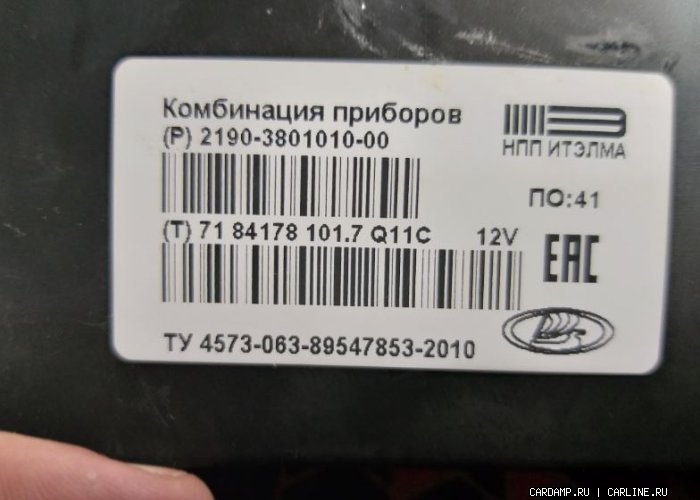 Комбинация приборов
(P) 2190-3801010-00
НПП ИТЭЛМА
ПО:41
(T) 71 84178 101.7 Q11C 12V
EAC
ТУ 4573-063-89547853-2010
CARDAMP.RU | CARLINE.RU